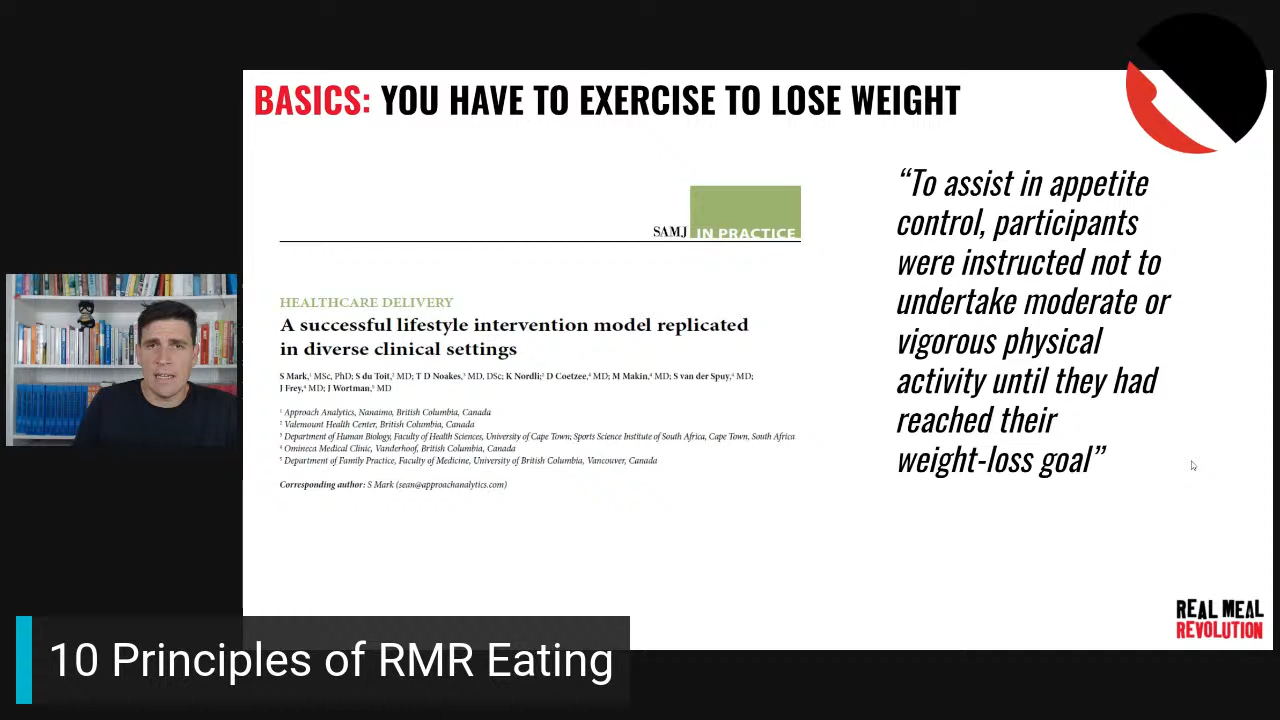 BASICS: YOU HAVE TO EXERCISE TO LOSE WEIGHT
SAMJ IN PRACTICE
HEALTHCARE DELIVERY
A successful lifestyle intervention model replicated
in diverse clinical settings
S Mark,¹ MSc, PhD; S du Toit,² MD; T D Noakes,³ MD, DSc; K Nordli;² D Coetzee,⁴ MD; M Makin,⁴ MD; S van der Spuy,⁴ MD;
J Frey,⁴ MD; J Wortman,⁵ MD
¹ Approach Analytics, Nanaimo, British Columbia, Canada
² Valemount Health Center, British Columbia, Canada
³ Department of Human Biology, Faculty of Health Sciences, University of Cape Town; Sports Science Institute of South Africa, Cape Town, South Africa
⁴ Omineca Medical Clinic, Vanderhoof, British Columbia, Canada
⁵ Department of Family Practice, Faculty of Medicine, University of British Columbia, Vancouver, Canada
Corresponding author: S Mark (sean@approachanalytics.com)
“To assist in appetite
control, participants
were instructed not to
undertake moderate or
vigorous physical
activity until they had
reached their
weight-loss goal”
REAL MEAL
REVOLUTION
10 Principles of RMR Eating